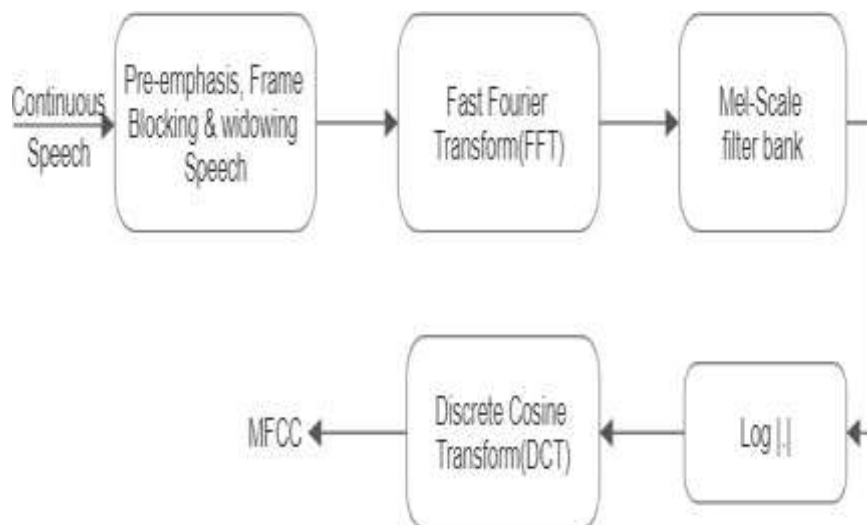 Continuous
Speech
Pre-emphasis, Frame
Blocking & widowing
Speech
Fast Fourier
Transform(FFT)
Mel-Scale
filter bank
MFCC
Discrete Cosine
Transform(DCT)
Log |.|